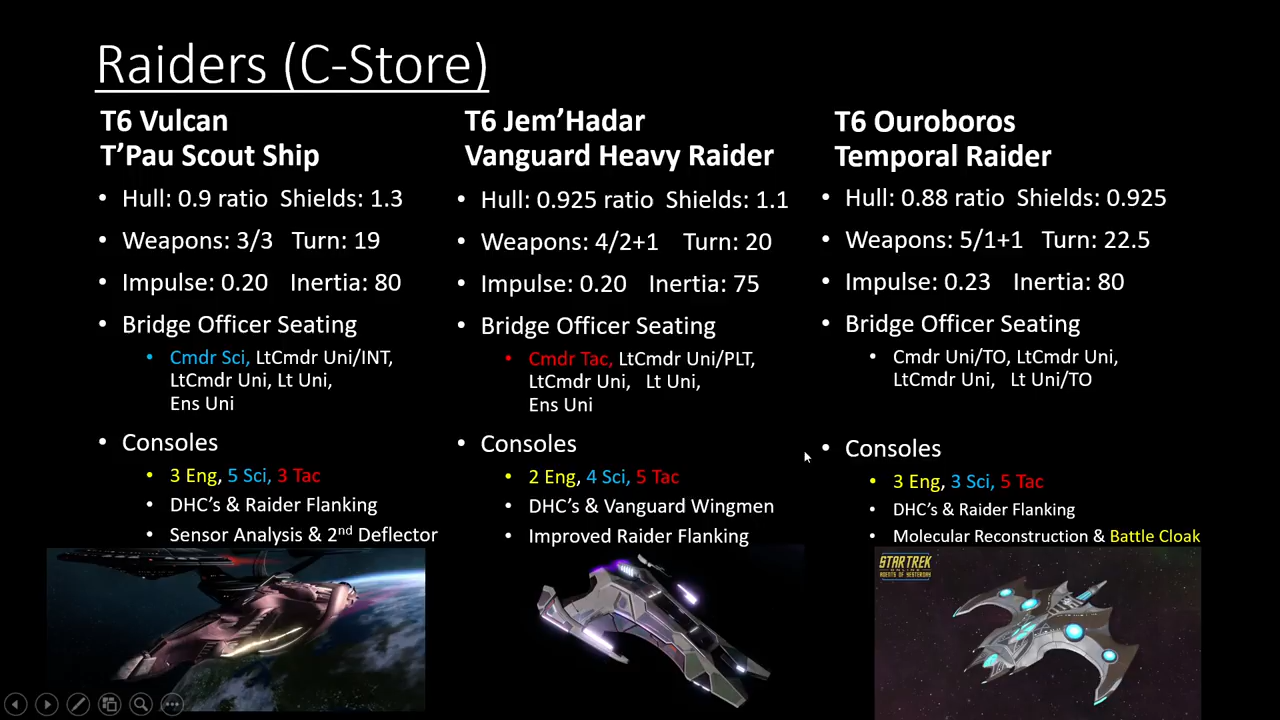 Raiders (C-Store)
T6 Vulcan
T'Pau Scout Ship
• Hull: 0.9 ratio Shields: 1.3
• Weapons: 3/3 Turn: 19
• Impulse: 0.20 Inertia: 80
• Bridge Officer Seating
• Cmdr Sci, LtCmdr Uni/INT,
LtCmdr Uni, Lt Uni,
Ens Uni
• Consoles
• 3 Eng, 5 Sci, 3 Tac
• DHC's & Raider Flanking
• Sensor Analysis & 2nd Deflector
T6 Jem'Hadar
Vanguard Heavy Raider
• Hull: 0.925 ratio Shields: 1.1
• Weapons: 4/2+1 Turn: 20
• Impulse: 0.20 Inertia: 75
• Bridge Officer Seating
• Cmdr Tac, LtCmdr Uni/PLT,
LtCmdr Uni, Lt Uni,
Ens Uni
• Consoles
• 2 Eng, 4 Sci, 5 Tac
• DHC's & Vanguard Wingmen
• Improved Raider Flanking
T6 Ouroboros
Temporal Raider
• Hull: 0.88 ratio Shields: 0.925
• Weapons: 5/1+1 Turn: 22.5
• Impulse: 0.23 Inertia: 80
• Bridge Officer Seating
• Cmdr Uni/TO, LtCmdr Uni,
LtCmdr Uni, Lt Uni/TO
• Consoles
• 3 Eng, 3 Sci, 5 Tac
• DHC's & Raider Flanking
• Molecular Reconstruction & Battle Cloak
STAR TREK
ONLINE
AGENTS OF YESTERDAY